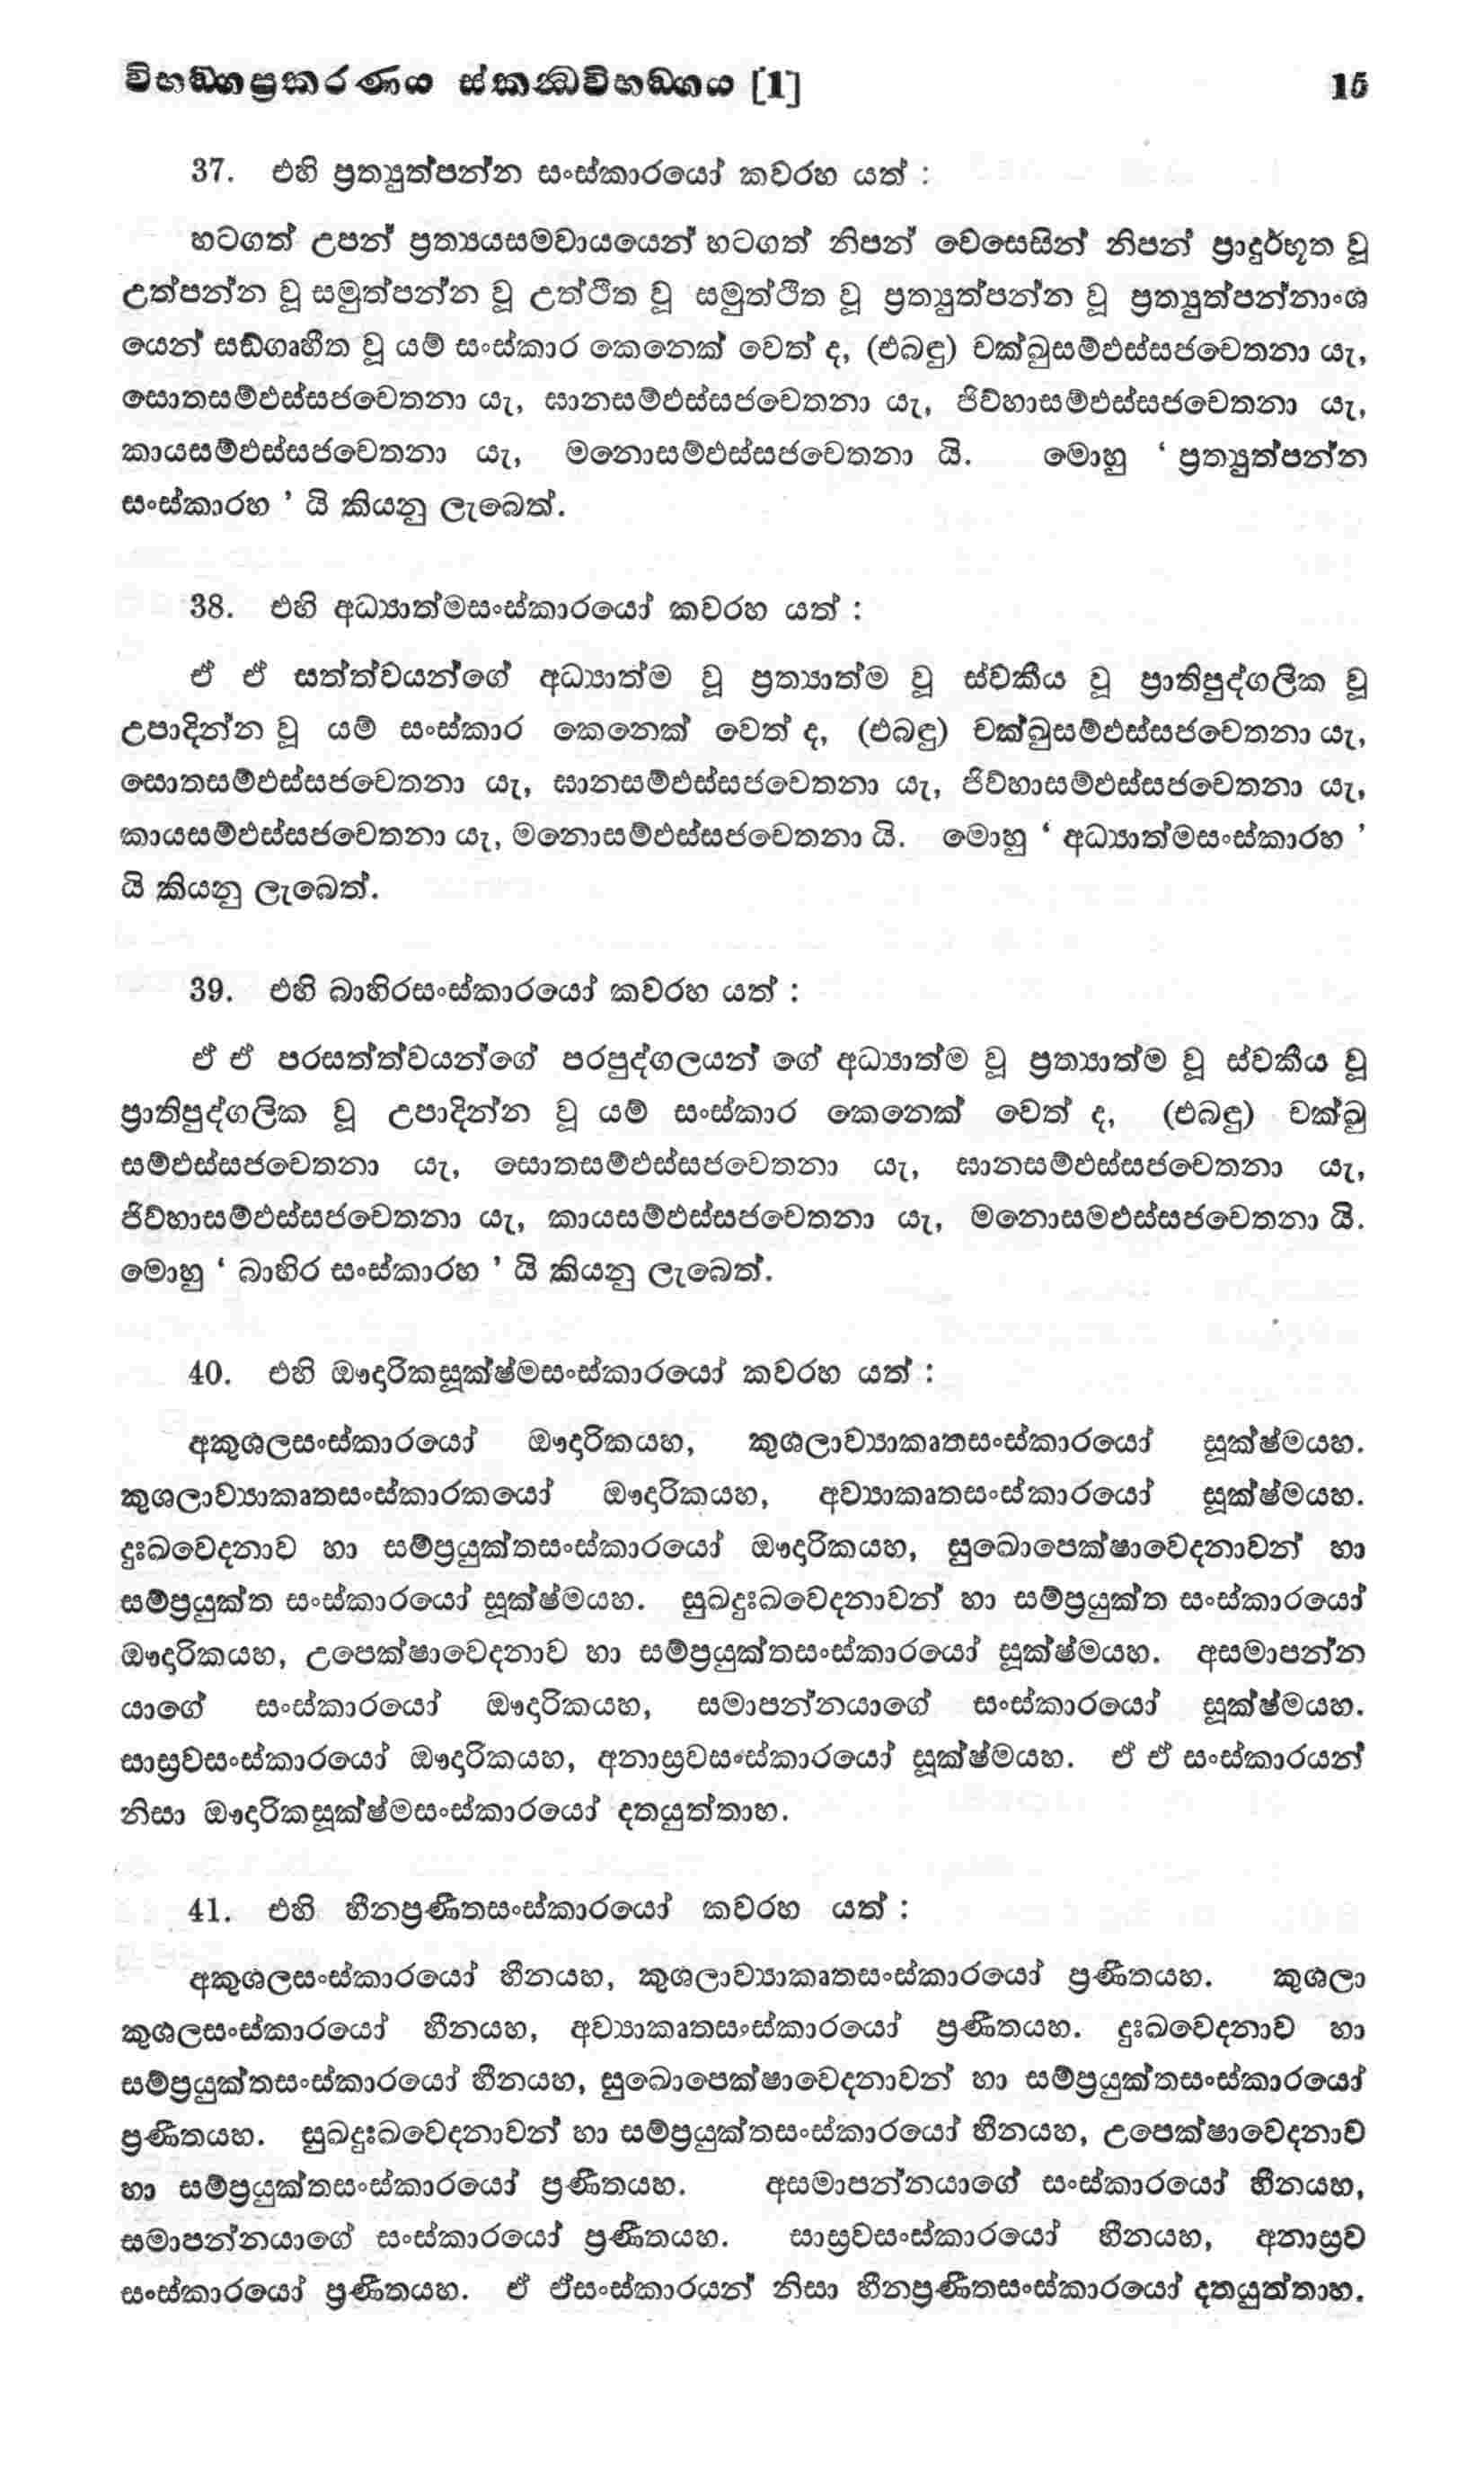 විභඞ්ගප්‍රකරණය ස්කන්‍ධවිභඞ්ගය [1] 15
37. එහි ප්‍රත්‍යුත්පන්න සංස්කාරයෝ කවරහ යත් :
හටගත් උපන් ප්‍රත්‍යයසමවායයෙන් හටගත් නිපන් වෙසෙසින් නිපන් ප්‍රාදුර්භූත වූ
උත්පන්න වූ සමුත්පන්න වූ උත්ථිත වූ සමුත්ථිත වූ ප්‍රත්‍යුත්පන්න වූ ප්‍රත්‍යුත්පන්නාංශ
යෙන් සඞ්ගෘහීත වූ යම් සංස්කාර කෙනෙක් වෙත් ද, (එබඳු) චක්ඛුසම්ඵස්සජචෙතනා යැ,
සොතසම්ඵස්සජචෙතනා යැ, ඝානසම්ඵස්සජචෙතනා යැ, ජිව්හාසම්ඵස්සජචෙතනා යැ,
කායසම්ඵස්සජචෙතනා යැ, මනොසම්ඵස්සජචෙතනා යි. මොහු ‘ ප්‍රත්‍යුත්පන්න
සංස්කාරහ ’ යි කියනු ලැබෙත්.
38. එහි අධ්‍යාත්මසංස්කාරයෝ කවරහ යත් :
ඒ ඒ සත්ත්වයන්ගේ අධ්‍යාත්ම වූ ප්‍රත්‍යාත්ම වූ ස්වකීය වූ ප්‍රාතිපුද්ගලික වූ
උපාදින්න වූ යම් සංස්කාර කෙනෙක් වෙත් ද, (එබඳු) චක්ඛුසම්ඵස්සජචෙතනා යැ,
සොතසම්ඵස්සජචෙතනා යැ, ඝානසම්ඵස්සජචෙතනා යැ, ජිව්හාසම්ඵස්සජචෙතනා යැ,
කායසම්ඵස්සජචෙතනා යැ, මනොසම්ඵස්සජචෙතනා යි. මොහු ‘ අධ්‍යාත්මසංස්කාරහ ’
යි කියනු ලැබෙත්.
39. එහි බාහිරසංස්කාරයෝ කවරහ යත් :
ඒ ඒ පරසත්ත්වයන්ගේ පරපුද්ගලයන් ගේ අධ්‍යාත්ම වූ ප්‍රත්‍යාත්ම වූ ස්වකීය වූ
ප්‍රාතිපුද්ගලික වූ උපාදින්න වූ යම් සංස්කාර කෙනෙක් වෙත් ද, (එබඳු) චක්ඛු
සම්ඵස්සජචෙතනා යැ, සොතසම්ඵස්සජචෙතනා යැ, ඝානසම්ඵස්සජචෙතනා යැ,
ජිව්හාසම්ඵස්සජචෙතනා යැ, කායසම්ඵස්සජචෙතනා යැ, මනොසමඵස්සජචෙතනා යි.
මොහු ‘ බාහිර සංස්කාරහ ’ යි කියනු ලැබෙත්.
40. එහි ඖදාරිකසූක්ෂ්මසංස්කාරයෝ කවරහ යත් :
අකුශලසංස්කාරයෝ ඖදාරිකයහ, කුශලාව්‍යාකෘතසංස්කාරයෝ සූක්ෂ්මයහ.
කුශලාව්‍යාකෘතසංස්කාරකයෝ ඖදාරිකයහ, අව්‍යාකෘතසංස්කාරයෝ සූක්ෂ්මයහ.
දුඃඛවෙදනාව හා සම්ප්‍රයුක්තසංස්කාරයෝ ඖදාරිකයහ, සුඛොපෙක්ෂාවෙදනාවන් හා
සම්ප්‍රයුක්ත සංස්කාරයෝ සූක්ෂ්මයහ. සුඛදුඃඛවෙදනාවන් හා සම්ප්‍රයුක්ත සංස්කාරයෝ
ඖදාරිකයහ, උපෙක්ෂාවෙදනාව හා සම්ප්‍රයුක්තසංස්කාරයෝ සූක්ෂ්මයහ. අසමාපන්න
යාගේ සංස්කාරයෝ ඖදාරිකයහ, සමාපන්නයාගේ සංස්කාරයෝ සූක්ෂ්මයහ.
සාස්‍රවසංස්කාරයෝ ඖදාරිකයහ, අනාස්‍රවසංස්කාරයෝ සූක්ෂ්මයහ. ඒ ඒ සංස්කාරයන්
නිසා ඖදාරිකසූක්ෂ්මසංස්කාරයෝ දතයුත්තාහ.
41. එහි හීනප්‍රණීතසංස්කාරයෝ කවරහ යත් :
අකුශලසංස්කාරයෝ හීනයහ, කුශලාව්‍යාකෘතසංස්කාරයෝ ප්‍රණීතයහ. කුශලා
කුශලසංස්කාරයෝ හීනයහ, අව්‍යාකෘතසංස්කාරයෝ ප්‍රණීතයහ. දුඃඛවෙදනාව හා
සම්ප්‍රයුක්තසංස්කාරයෝ හීනයහ, සුඛොපෙක්ෂාවෙදනාවන් හා සම්ප්‍රයුක්තසංස්කාරයෝ
ප්‍රණීතයහ. සුඛදුඃඛවෙදනාවන් හා සම්ප්‍රයුක්තසංස්කාරයෝ හීනයහ, උපෙක්ෂාවෙදනාව
හා සම්ප්‍රයුක්තසංස්කාරයෝ ප්‍රණීතයහ. අසමාපන්නයාගේ සංස්කාරයෝ හීනයහ,
සමාපන්නයාගේ සංස්කාරයෝ ප්‍රණීතයහ. සාස්‍රවසංස්කාරයෝ හීනයහ, අනාස්‍රව
සංස්කාරයෝ ප්‍රණීතයහ. ඒ ඒසංස්කාරයන් නිසා හීනප්‍රණීතසංස්කාරයෝ දතයුත්තාහ.